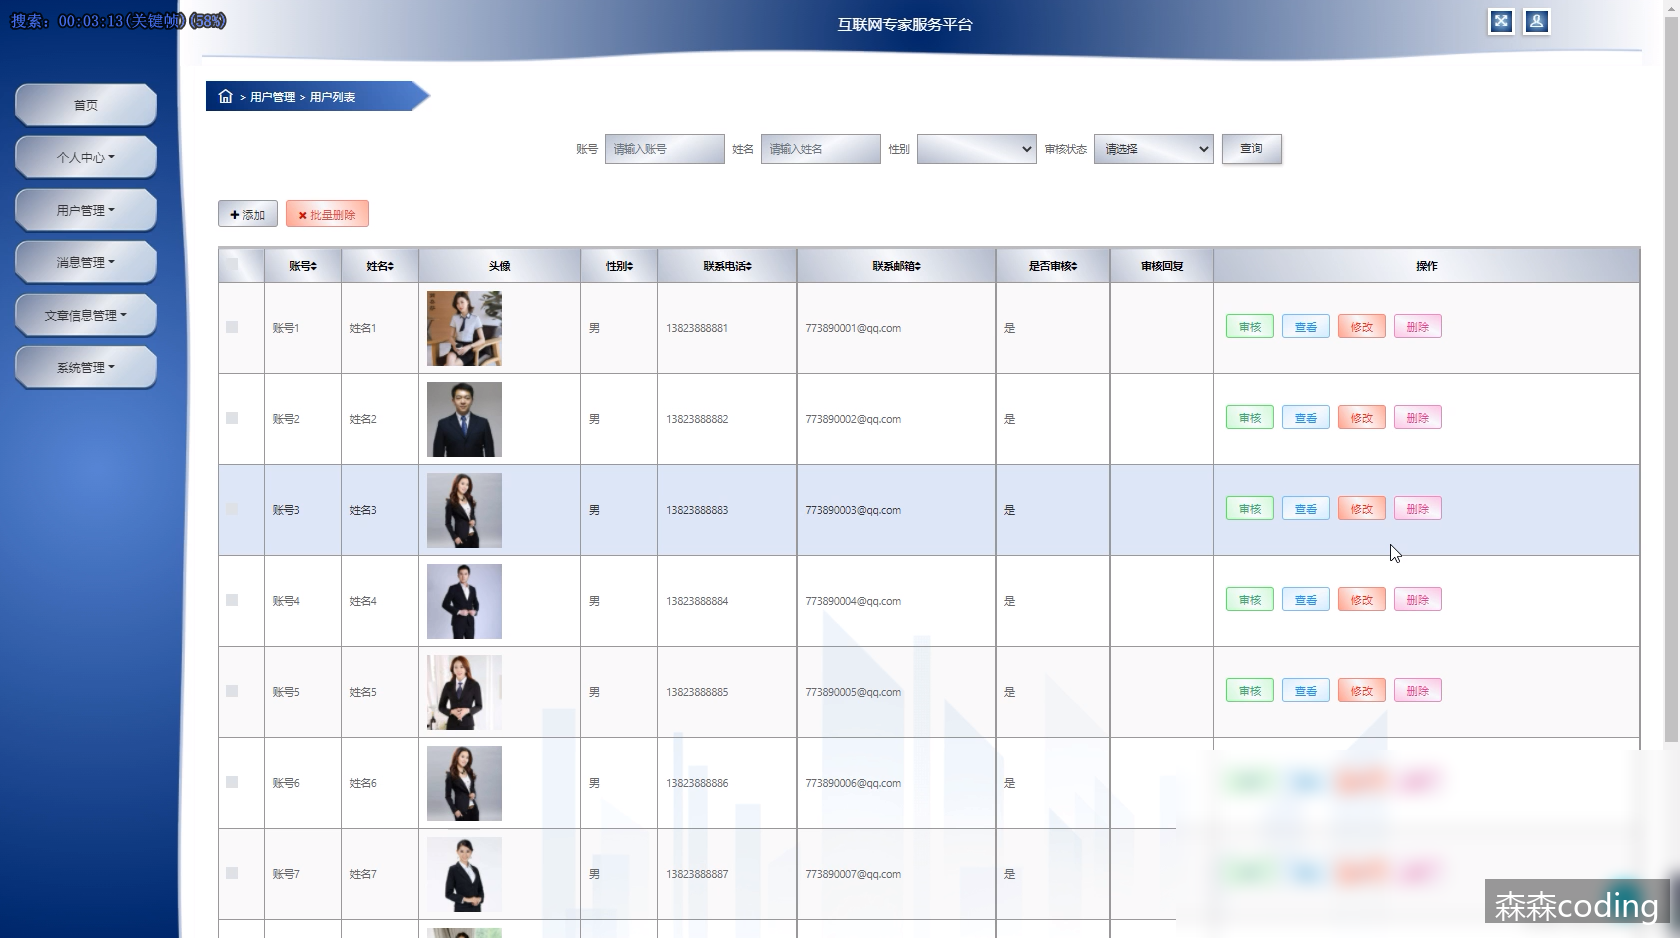 搜索：00:03:13(关键帧)(58%)
互联网专家服务平台
首页
个人中心
用户管理
消息管理
文章信息管理
系统管理
> 用户管理 > 用户列表
账号 请输入账号 姓名 请输入姓名 性别 审核状态 请选择 查询
添加 批量删除
账号 姓名 头像 性别 联系电话 联系邮箱 是否审核 审核回复 操作
账号1 姓名1 男 13823888881 773890001@qq.com 是 审核 查看 修改 删除
账号2 姓名2 男 13823888882 773890002@qq.com 是 审核 查看 修改 删除
账号3 姓名3 男 13823888883 773890003@qq.com 是 审核 查看 修改 删除
账号4 姓名4 男 13823888884 773890004@qq.com 是 审核 查看 修改 删除
账号5 姓名5 男 13823888885 773890005@qq.com 是 审核 查看 修改 删除
账号6 姓名6 男 13823888886 773890006@qq.com 是
账号7 姓名7 男 13823888887 773890007@qq.com 是
森森coding